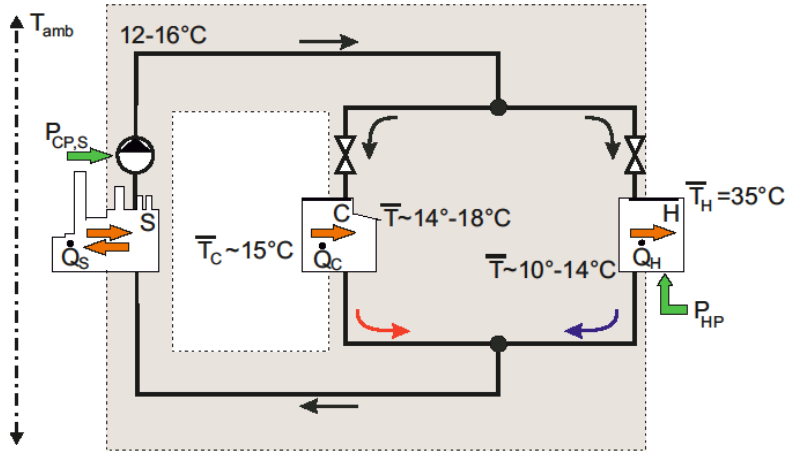 T_amb
12-16°C
P_CP,S
S
Q̇_S
T̅_C ~15°C
C
Q̇_C
T̅~14°-18°C
T̅~10°-14°C
H
Q̇_H
T̅_H =35°C
P_HP